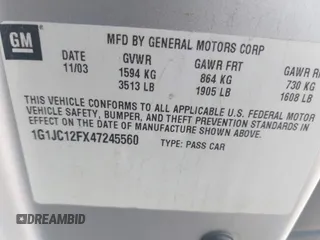 GM
MFD BY GENERAL MOTORS CORP
DATE GVWR GAWR FRT GAWR R
11/03 1594 KG 864 KG 730 KG
3513 LB 1905 LB 1608 LB
THIS VEHICLE CONFORMS TO ALL APPLICABLE U.S. FEDERAL MOTOR
VEHICLE SAFETY, BUMPER, AND THEFT PREVENTION STANDARDS
IN EFFECT ON THE DATE OF MANUFACTURE SHOWN ABOVE.
1G1JC12FX47245560 TYPE: PASS CAR
© AutoBidMaster